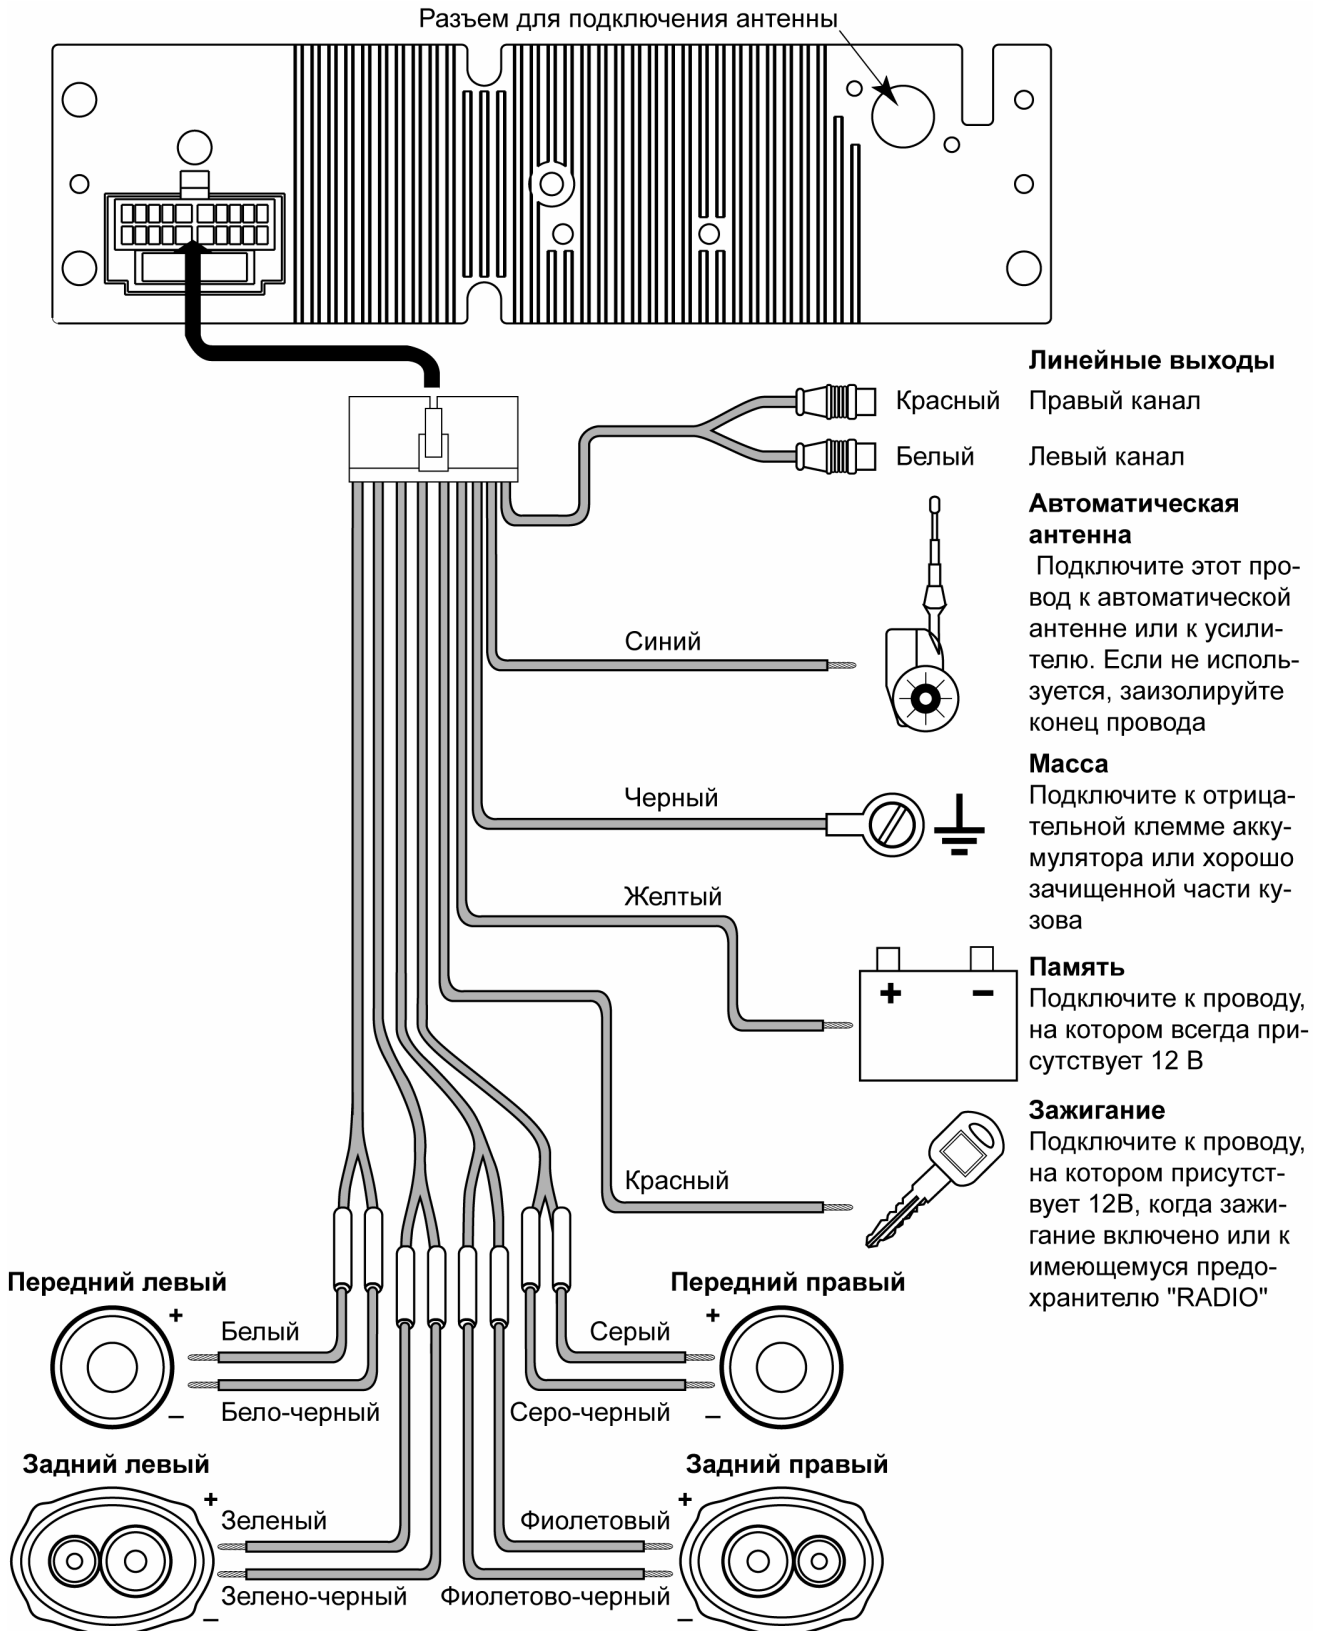 Разъем для подключения антенны
Линейные выходы
Красный Правый канал
Белый Левый канал
Автоматическая
антенна
Подключите этот про-
вод к автоматической
антенне или к усили-
телю. Если не исполь-
зуется, заизолируйте
конец провода
Синий
Масса
Подключите к отрица-
тельной клемме акку-
мулятора или хорошо
зачищенной части ку-
зова
Черный
Желтый
Память
Подключите к проводу,
на котором всегда при-
сутствует 12 В
+ −
Зажигание
Подключите к проводу,
на котором присутст-
вует 12В, когда зажи-
гание включено или к
имеющемуся предо-
хранителю "RADIO"
Красный
Передний левый
+
Белый
Бело-черный
−
Передний правый
+
Серый
Серо-черный
−
Задний левый
+
Зеленый
Зелено-черный
−
Задний правый
+
Фиолетовый
Фиолетово-черный
−